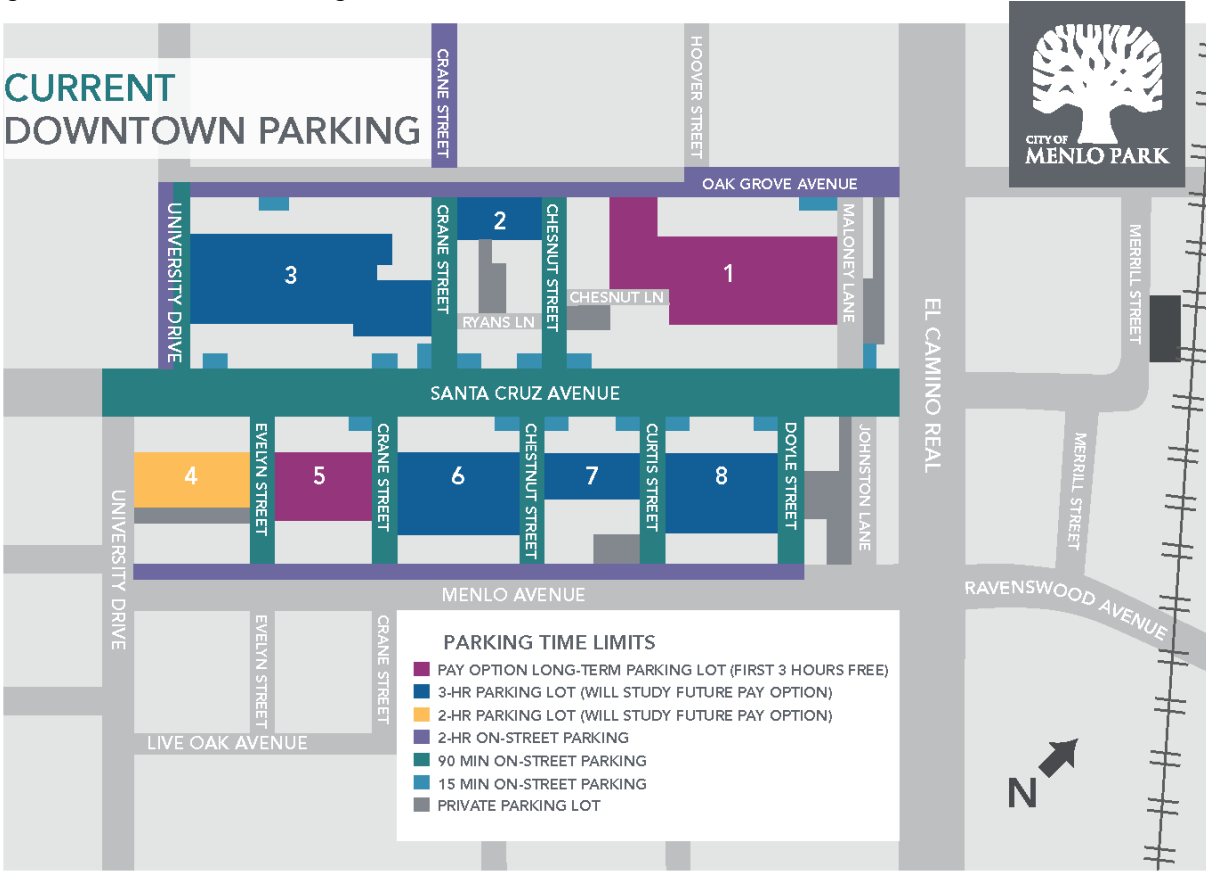 CURRENT
DOWNTOWN PARKING
CRANE STREET
HOOVER STREET
CITY OF
MENLO PARK
OAK GROVE AVENUE
UNIVERSITY DRIVE
CRANE STREET
2
CHESNUT STREET
MALONEY LANE
MERRILL STREET
3
1
CHESNUT LN
RYANS LN
EL CAMINO REAL
SANTA CRUZ AVENUE
UNIVERSITY DRIVE
4
EVELYN STREET
5
CRANE STREET
6
CHESTNUT STREET
7
CURTIS STREET
8
DOYLE STREET
JOHNSTON LANE
MERRILL STREET
MENLO AVENUE
RAVENSWOOD AVENUE
EVELYN STREET
CRANE STREET
LIVE OAK AVENUE
PARKING TIME LIMITS
PAY OPTION LONG-TERM PARKING LOT (FIRST 3 HOURS FREE)
3-HR PARKING LOT (WILL STUDY FUTURE PAY OPTION)
2-HR PARKING LOT (WILL STUDY FUTURE PAY OPTION)
2-HR ON-STREET PARKING
90 MIN ON-STREET PARKING
15 MIN ON-STREET PARKING
PRIVATE PARKING LOT
N